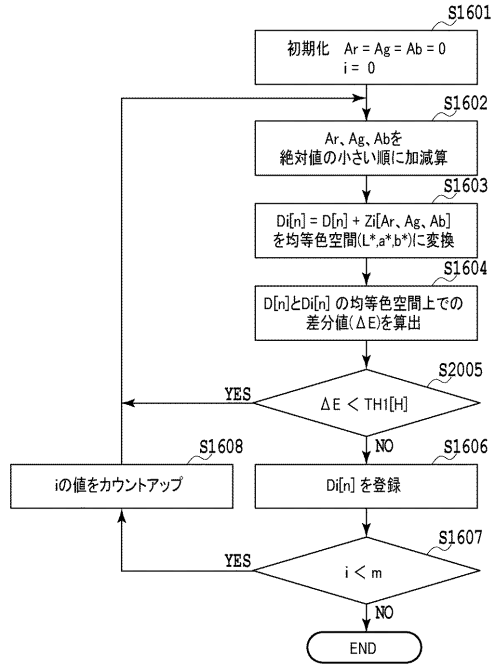 S1601
初期化 Ar = Ag = Ab = 0
i = 0
S1602
Ar、Ag、Abを
絶対値の小さい順に加減算
S1603
Di[n] = D[n] + Zi[Ar、Ag、Ab]
を均等色空間(L*,a*,b*)に変換
S1604
D[n]とDi[n] の均等色空間上での
差分値(ΔE)を算出
S2005
ΔE < TH1[H]
YES
NO
S1608
iの値をカウントアップ
S1606
Di[n] を登録
S1607
i < m
YES
NO
END